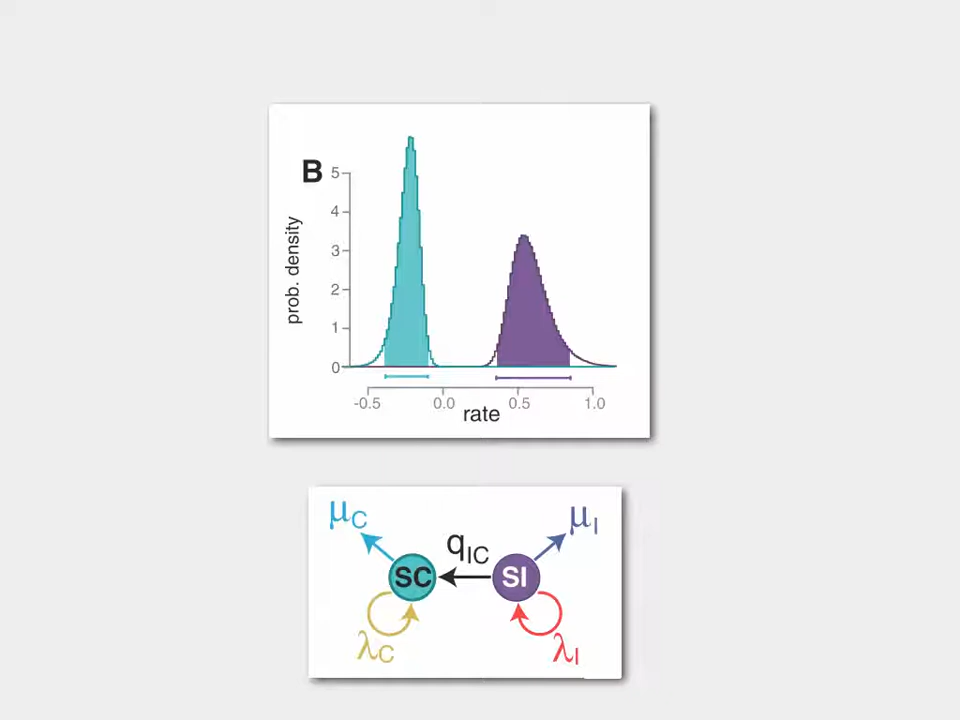 B
5
4
3
2
1
0
prob. density
-0.5 0.0 0.5 1.0
rate
μC μI
qIC
SC SI
λC λI